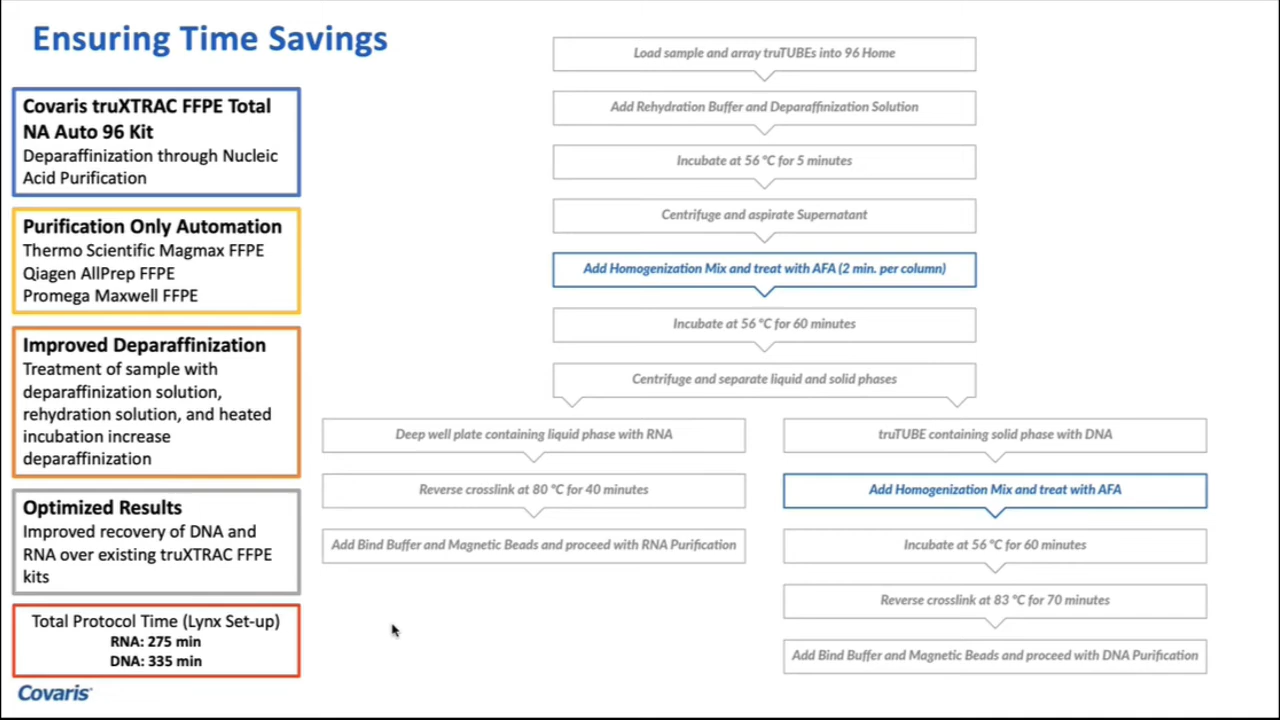 Ensuring Time Savings
Covaris truXTRAC FFPE Total
NA Auto 96 Kit
Deparaffinization through Nucleic
Acid Purification
Purification Only Automation
Thermo Scientific Magmax FFPE
Qiagen AllPrep FFPE
Promega Maxwell FFPE
Improved Deparaffinization
Treatment of sample with
deparaffinization solution,
rehydration solution, and heated
incubation increase
deparaffinization
Optimized Results
Improved recovery of DNA and
RNA over existing truXTRAC FFPE
kits
Total Protocol Time (Lynx Set-up)
RNA: 275 min
DNA: 335 min
Covaris
Load sample and array truTUBEs into 96 Home
Add Rehydration Buffer and Deparaffinization Solution
Incubate at 56 °C for 5 minutes
Centrifuge and aspirate Supernatant
Add Homogenization Mix and treat with AFA (2 min. per column)
Incubate at 56 °C for 60 minutes
Centrifuge and separate liquid and solid phases
Deep well plate containing liquid phase with RNA
Reverse crosslink at 80 °C for 40 minutes
Add Bind Buffer and Magnetic Beads and proceed with RNA Purification
truTUBE containing solid phase with DNA
Add Homogenization Mix and treat with AFA
Incubate at 56 °C for 60 minutes
Reverse crosslink at 83 °C for 70 minutes
Add Bind Buffer and Magnetic Beads and proceed with DNA Purification